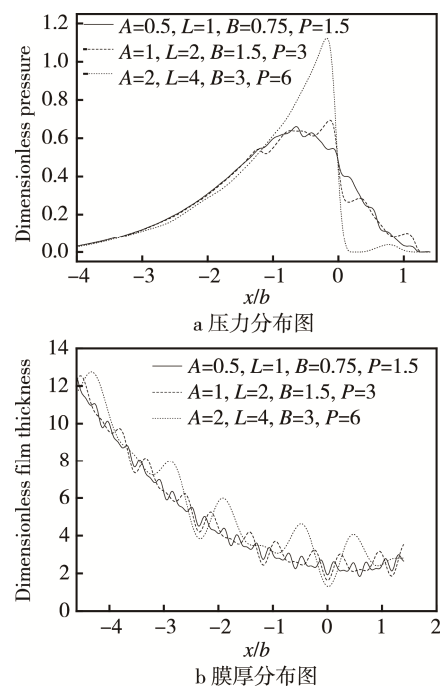 1.2
1.0
0.8
0.6
0.4
0.2
0.0
Dimensionless pressure
A=0.5, L=1, B=0.75, P=1.5
A=1, L=2, B=1.5, P=3
A=2, L=4, B=3, P=6
−4 −3 −2 −1 0 1
x/b
a 压力分布图
14
12
10
8
6
4
2
0
Dimensionless film thickness
A=0.5, L=1, B=0.75, P=1.5
A=1, L=2, B=1.5, P=3
A=2, L=4, B=3, P=6
−4 −3 −2 −1 0 1 2
x/b
b 膜厚分布图